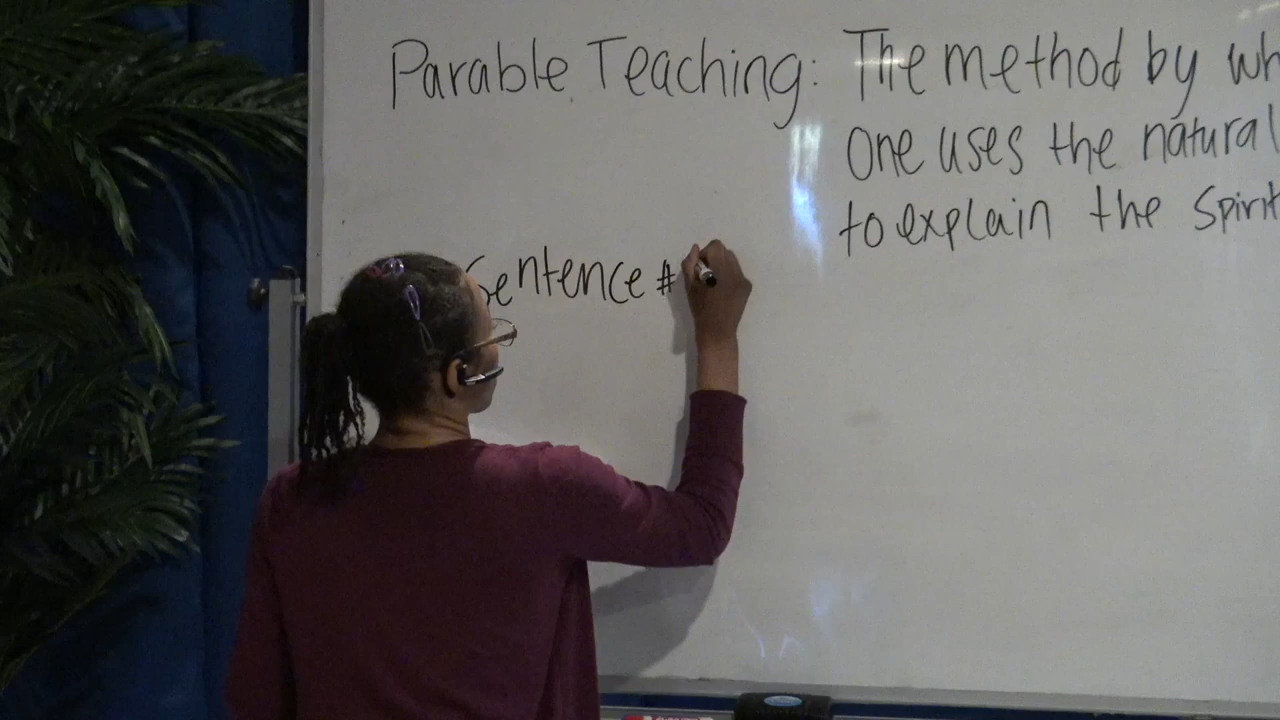 Parable Teaching: The method by wh
one uses the natural
to explain the Spirit
Sentence #